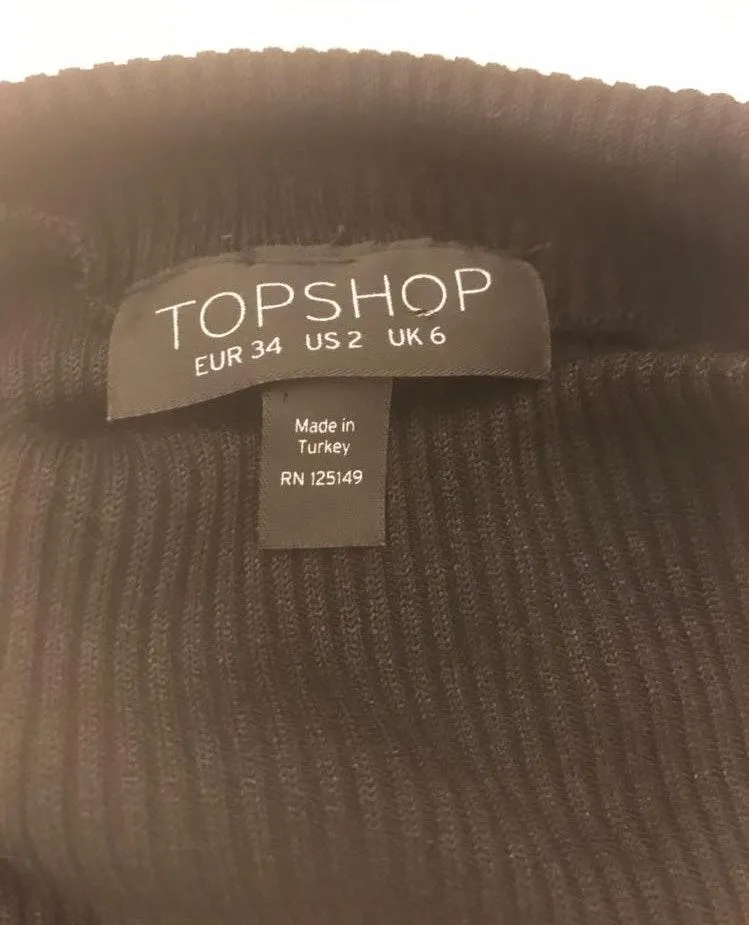 TOPSHOP
EUR 34 US 2 UK 6
Made in
Turkey
RN 125149